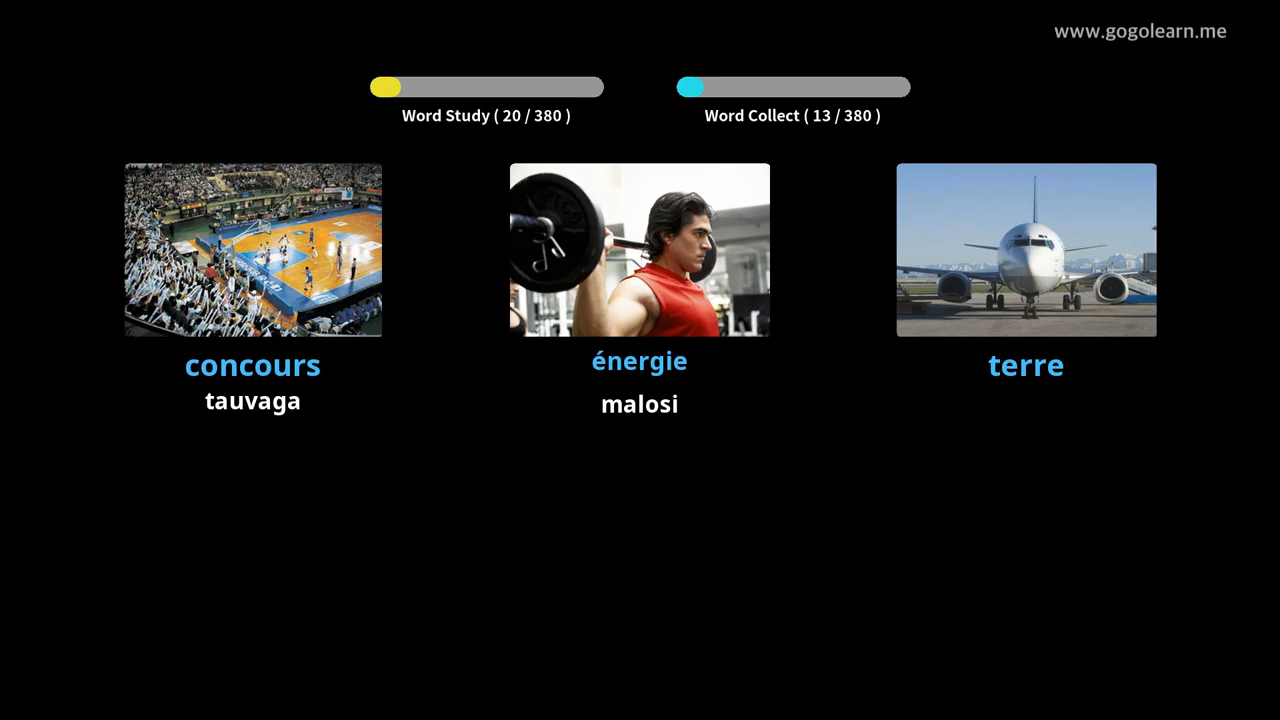 www.gogolearn.me
Word Study ( 20 / 380 )
Word Collect ( 13 / 380 )
concours
tauvaga
énergie
malosi
terre